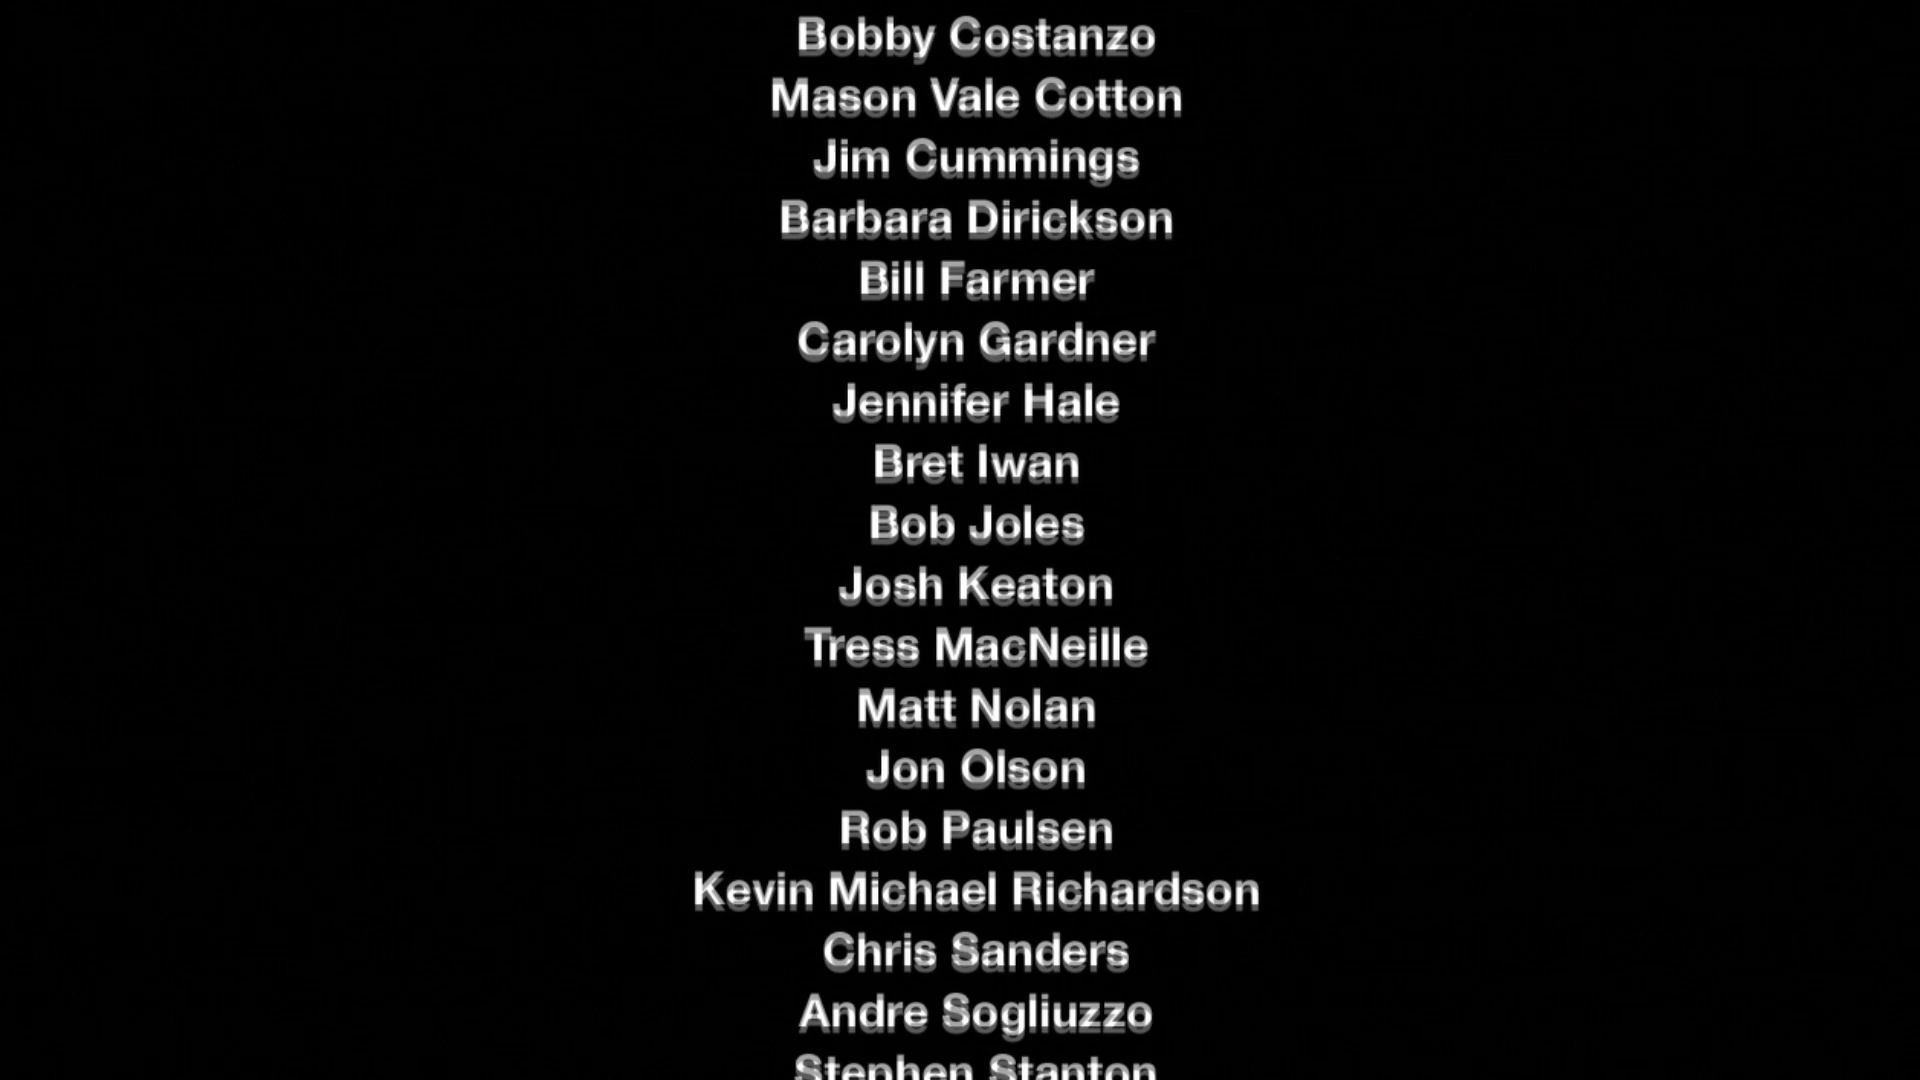 Bobby Costanzo
Mason Vale Cotton
Jim Cummings
Barbara Dirickson
Bill Farmer
Carolyn Gardner
Jennifer Hale
Bret Iwan
Bob Joles
Josh Keaton
Tress MacNeille
Matt Nolan
Jon Olson
Rob Paulsen
Kevin Michael Richardson
Chris Sanders
Andre Sogliuzzo
Stephen Stanton